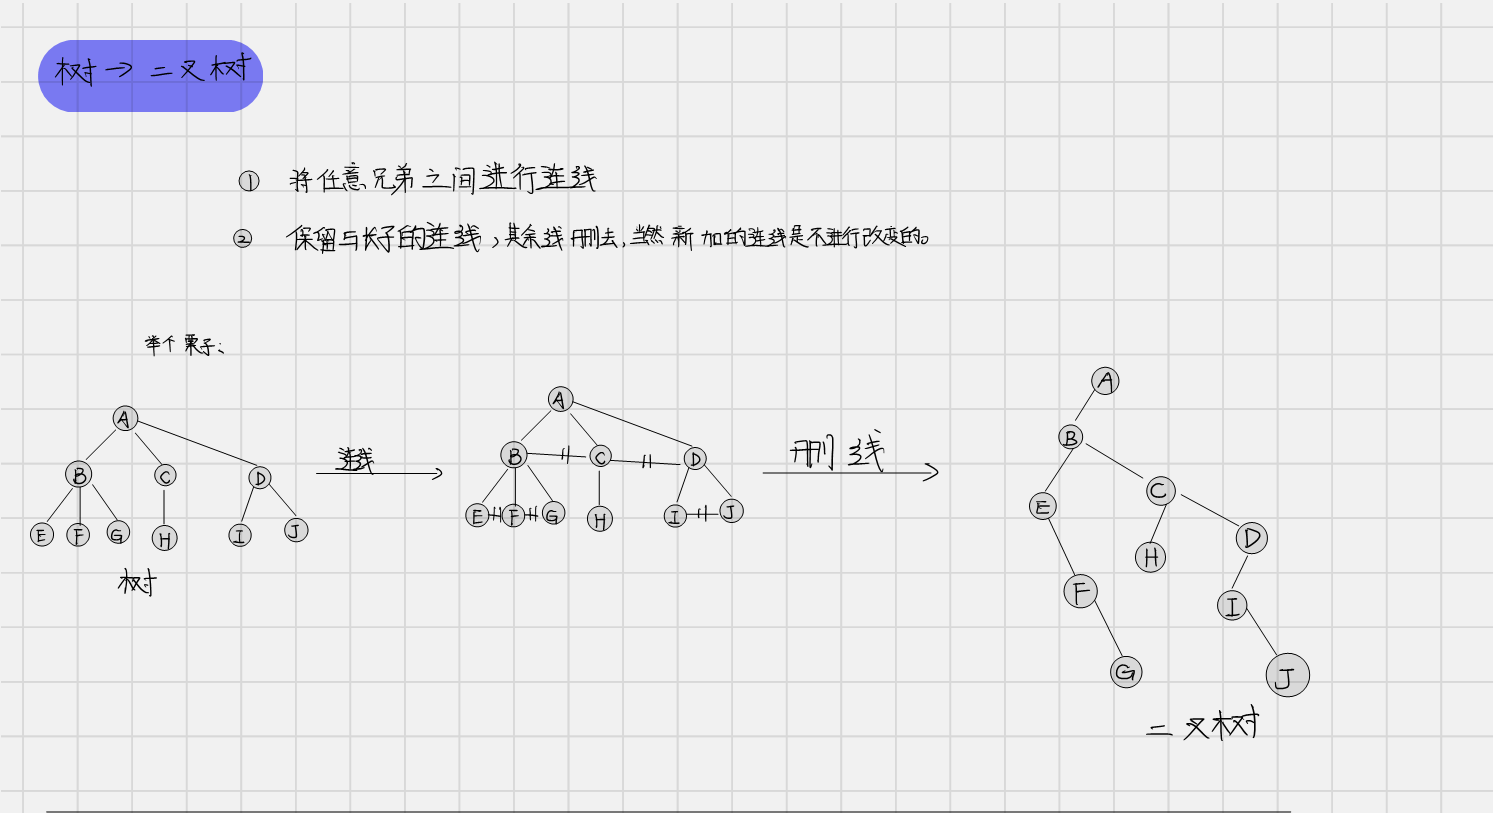 树→二叉树
① 将任意兄弟之间进行连线
② 保留与长子的连线,其余线删去,当然新加的连线是不进行改变的。
举个栗子:
A
B C D
E F G H I J
树
连线
A
B C D
E F G H I J
删线
A
B
E C
H D
F I
G J
二叉树